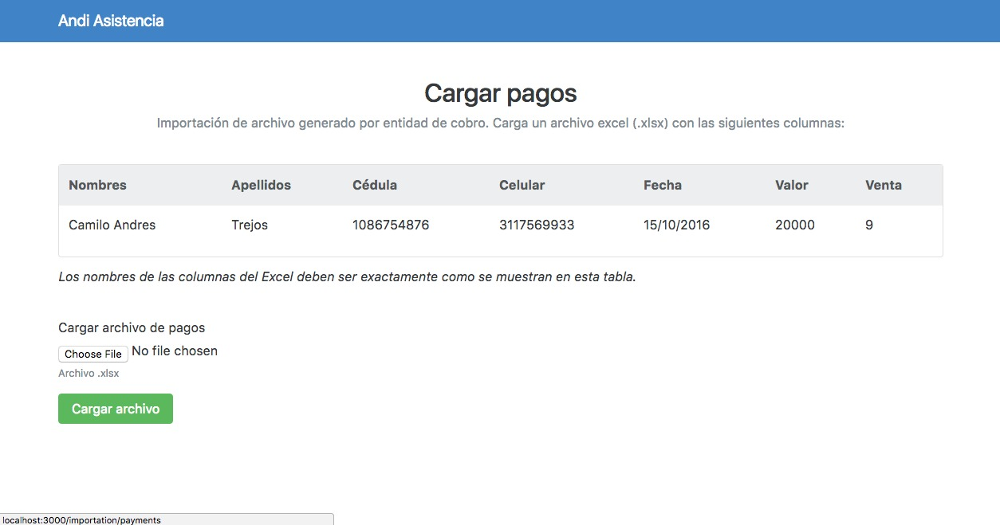 Andi Asistencia
Cargar pagos
Importación de archivo generado por entidad de cobro. Carga un archivo excel (.xlsx) con las siguientes columnas:
Nombres Apellidos Cédula Celular Fecha Valor Venta
Camilo Andres Trejos 1086754876 3117569933 15/10/2016 20000 9
Los nombres de las columnas del Excel deben ser exactamente como se muestran en esta tabla.
Cargar archivo de pagos
Choose File No file chosen
Archivo .xlsx
Cargar archivo
localhost:3000/importation/payments